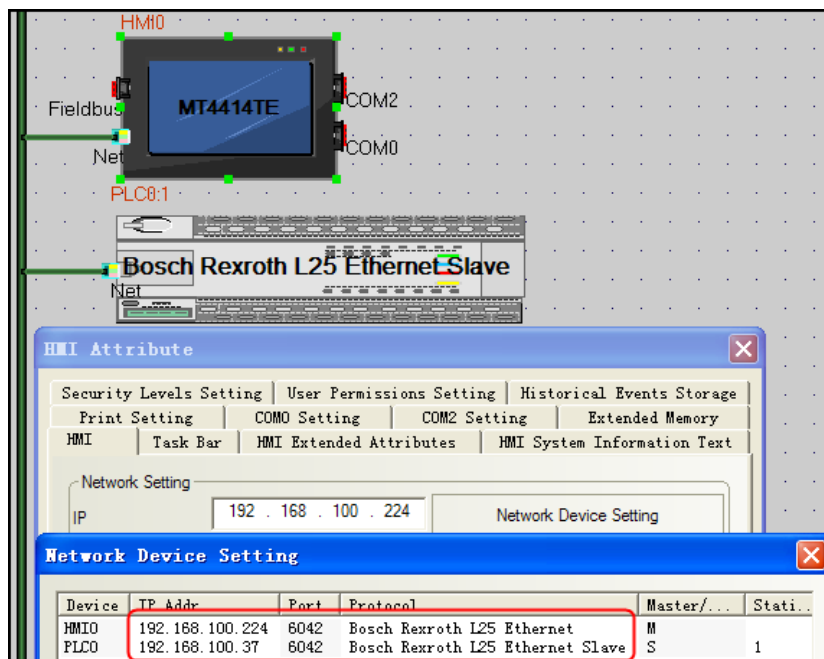 HMI0
MT4414TE
Fieldbus
COM2
Net
COM0
PLC0:1
Bosch Rexroth L25 Ethernet Slave
Net
HMI Attribute
Security Levels Setting User Permissions Setting Historical Events Storage
Print Setting COM0 Setting COM2 Setting Extended Memory
HMI Task Bar HMI Extended Attributes HMI System Information Text
Network Setting
IP 192 . 168 . 100 . 224 Network Device Setting
Network Device Setting
Device IP Addr Port Protocol Master/... Stati..
HMI0 192.168.100.224 6042 Bosch Rexroth L25 Ethernet M
PLC0 192.168.100.37 6042 Bosch Rexroth L25 Ethernet Slave S 1